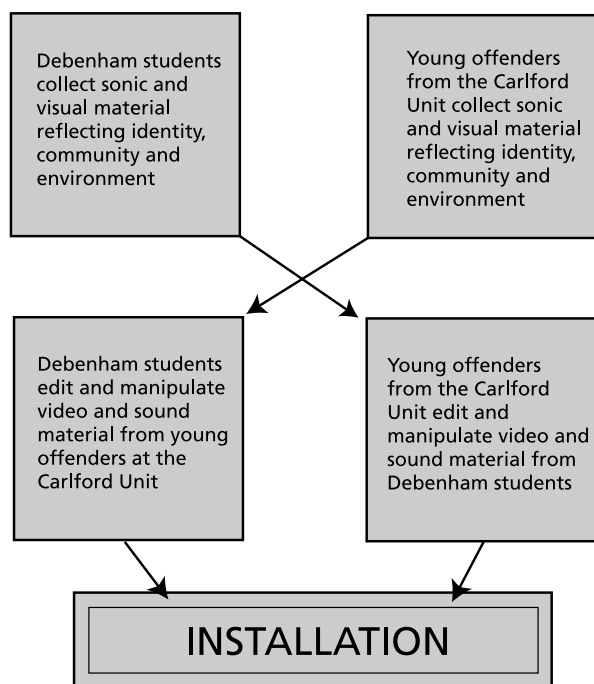 Debenham students
collect sonic and
visual material
reflecting identity,
community and
environment
Young offenders
from the Carlford
Unit collect sonic
and visual material
reflecting identity,
community and
environment
Debenham students
edit and manipulate
video and sound
material from young
offenders at the
Carlford Unit
Young offenders
from the Carlford
Unit edit and
manipulate video and
sound material from
Debenham students
INSTALLATION